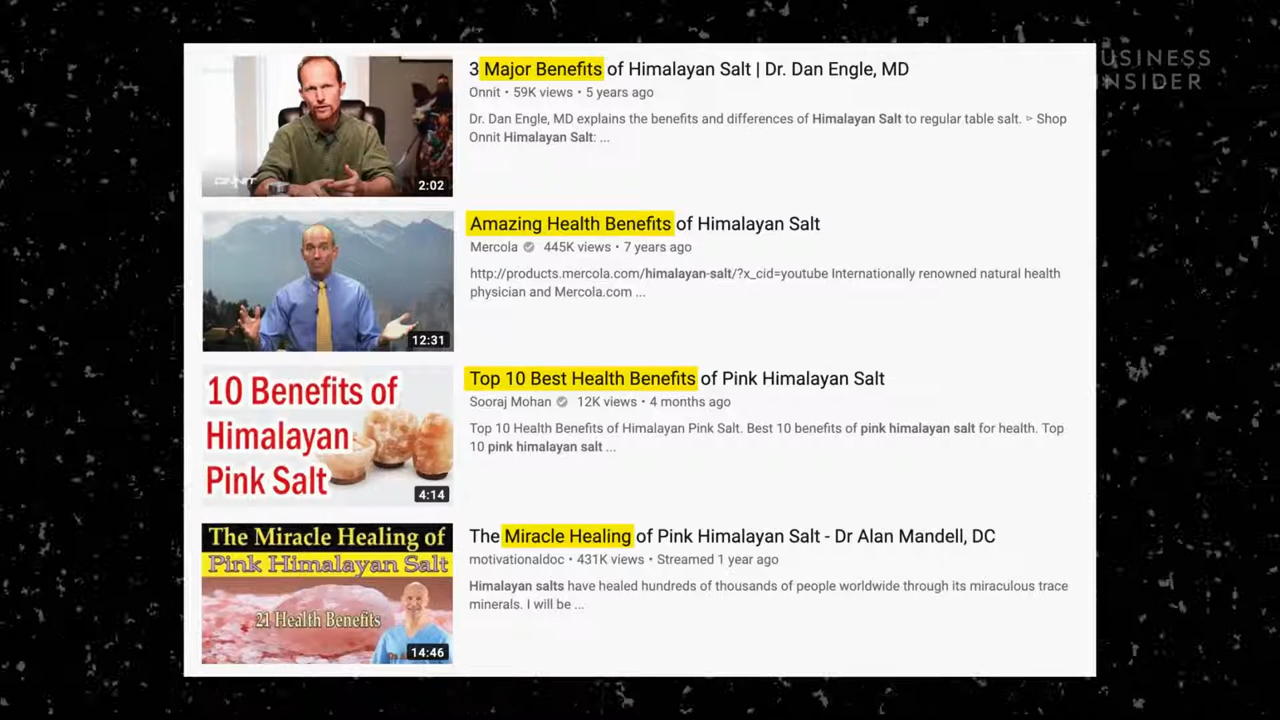 BUSINESS
INSIDER
3 Major Benefits of Himalayan Salt | Dr. Dan Engle, MD
Onnit • 59K views • 5 years ago
Dr. Dan Engle, MD explains the benefits and differences of Himalayan Salt to regular table salt. ▹ Shop
Onnit Himalayan Salt: ...
ONNIT
2:02
Amazing Health Benefits of Himalayan Salt
Mercola 445K views • 7 years ago
http://products.mercola.com/himalayan-salt/?x_cid=youtube Internationally renowned natural health
physician and Mercola.com ...
12:31
Top 10 Best Health Benefits of Pink Himalayan Salt
Sooraj Mohan 12K views • 4 months ago
Top 10 Health Benefits of Himalayan Pink Salt. Best 10 benefits of pink himalayan salt for health. Top
10 pink himalayan salt ...
10 Benefits of
Himalayan
Pink Salt
4:14
The Miracle Healing of Pink Himalayan Salt - Dr Alan Mandell, DC
motivationaldoc • 431K views • Streamed 1 year ago
Himalayan salts have healed hundreds of thousands of people worldwide through its miraculous trace
minerals. I will be ...
The Miracle Healing of
Pink Himalayan Salt
21 Health Benefits
14:46